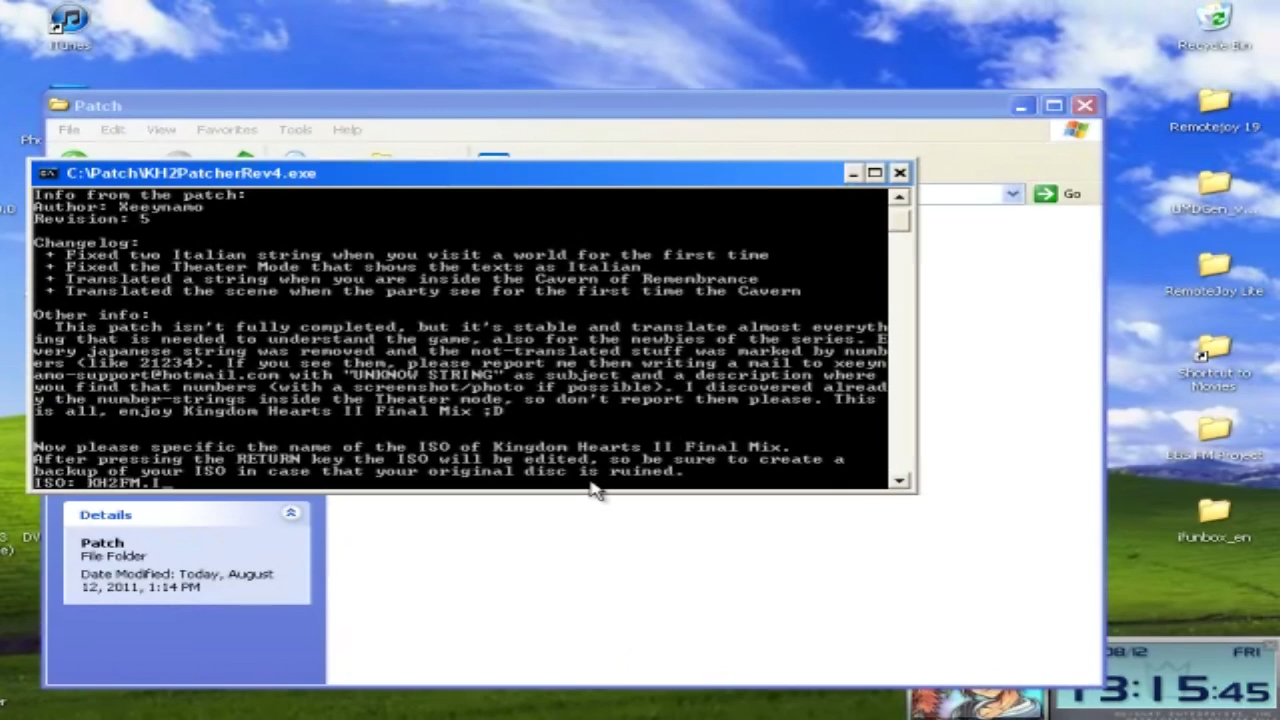 iTunes
Recycle Bin
Patch
File Edit View Favorites Tools Help
Remotejoy 19
C:\Patch\KH2PatcherRev4.exe
Go
Info from the patch:
Author: Xeeynamo
Revision: 5
Changelog:
+ Fixed two Italian string when you visit a world for the first time
+ Fixed the Theater Mode that shows the texts as Italian
+ Translated a string when you are inside the Cavern of Remembrance
+ Translated the scene when the party see for the first time the Cavern
Other info:
This patch isn't fully completed, but it's stable and translate almost everyth
ing that is needed to understand the game, also for the newbies of the series. E
very japanese string was removed and the not-translated stuff was marked by numb
ers (like 21234). If you see them, please report me them writing a mail to xeeyn
amo-support@hotmail.com with "UNKNOW STRING" as subject and a description where
you find that numbers (with a screenshot/photo if possible). I discovered alread
y the number-strings inside the Theater mode, so don't report them please. This
is all, enjoy Kingdom Hearts II Final Mix ;D
Now please specific the name of the ISO of Kingdom Hearts II Final Mix.
After pressing the RETURN key the ISO will be edited, so be sure to create a
backup of your ISO in case that your original disc is ruined.
ISO: KH2FM.I_
RemoteJoy Lite
Shortcut to
Movies
BBS FM Project
ifunbox_en
Details
Patch
File Folder
Date Modified: Today, August
12, 2011, 1:14 PM
08/12 FRI
13:15:45